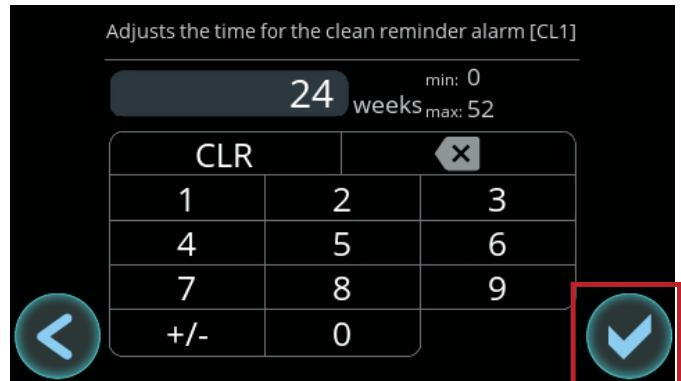 Adjusts the time for the clean reminder alarm [CL1]
24 weeks min: 0
max: 52
CLR
1 2 3
4 5 6
7 8 9
+/- 0